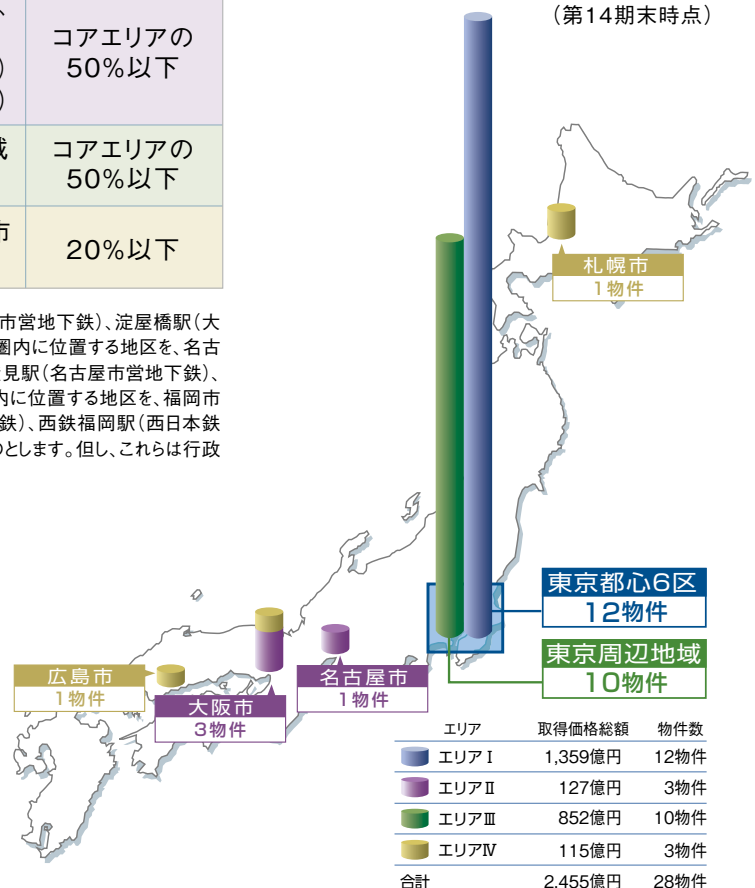 （第14期末時点）
、
）
）
コアエリアの
50%以下
域
コアエリアの
50%以下
市
20%以下
市営地下鉄）、淀屋橋駅（大
圏内に位置する地区を、名古
見駅（名古屋市営地下鉄）、
内に位置する地区を、福岡市
鉄）、西鉄福岡駅（西日本鉄
のとします。但し、これらは行政
札幌市
1物件
東京都心6区
12物件
東京周辺地域
10物件
広島市
1物件
大阪市
3物件
名古屋市
1物件
エリア 取得価格総額 物件数
エリアⅠ 1,359億円 12物件
エリアⅡ 127億円 3物件
エリアⅢ 852億円 10物件
エリアⅣ 115億円 3物件
合計 2,455億円 28物件